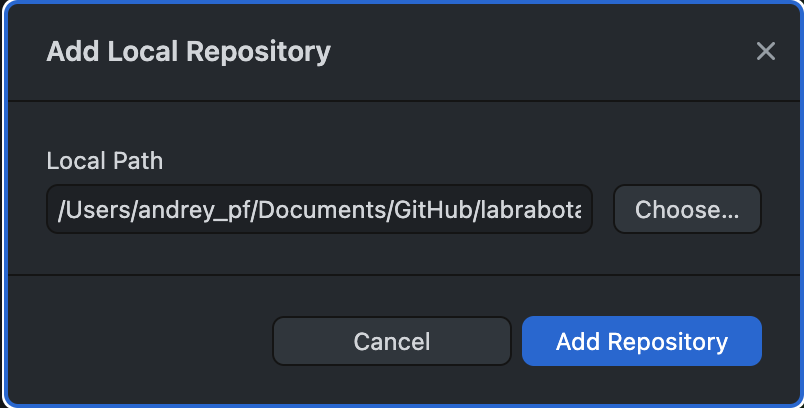 Add Local Repository
Local Path
/Users/andrey_pf/Documents/GitHub/labrabota
Choose...
Cancel
Add Repository